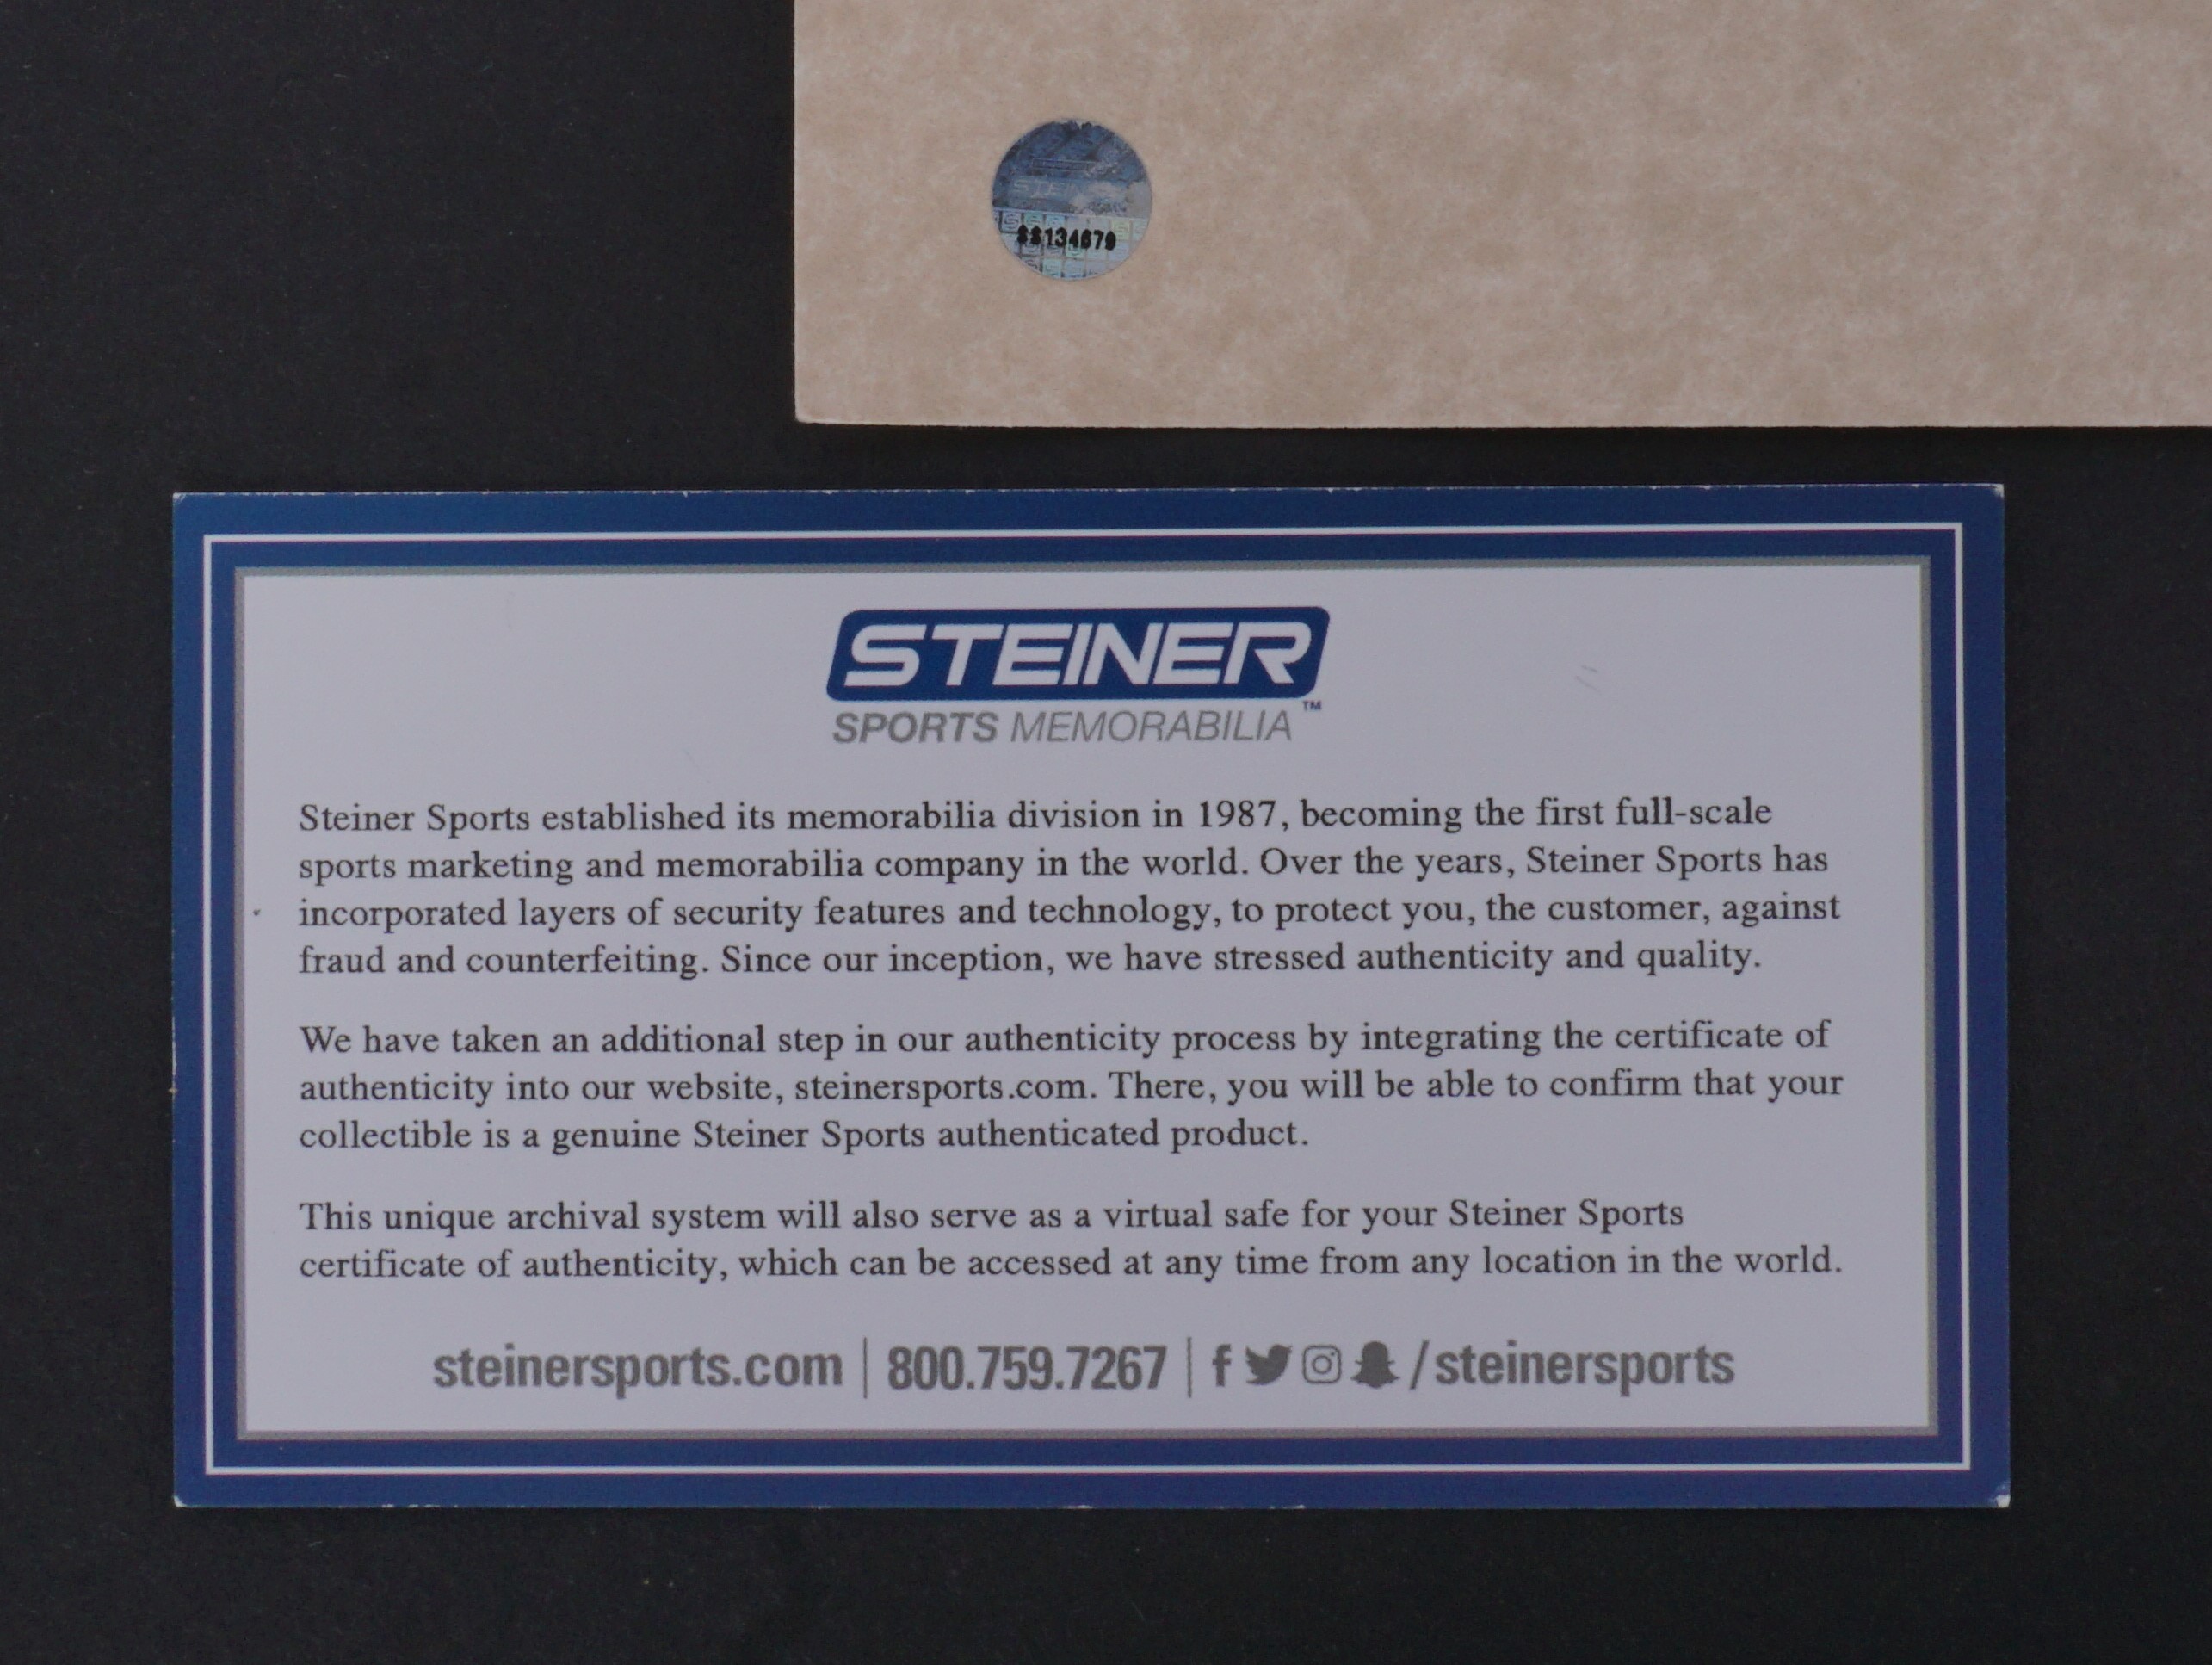 STEINER
SS134679
STEINER
SPORTS MEMORABILIA™
Steiner Sports established its memorabilia division in 1987, becoming the first full-scale
sports marketing and memorabilia company in the world. Over the years, Steiner Sports has
incorporated layers of security features and technology, to protect you, the customer, against
fraud and counterfeiting. Since our inception, we have stressed authenticity and quality.
We have taken an additional step in our authenticity process by integrating the certificate of
authenticity into our website, steinersports.com. There, you will be able to confirm that your
collectible is a genuine Steiner Sports authenticated product.
This unique archival system will also serve as a virtual safe for your Steiner Sports
certificate of authenticity, which can be accessed at any time from any location in the world.
steinersports.com | 800.759.7267 | /steinersports